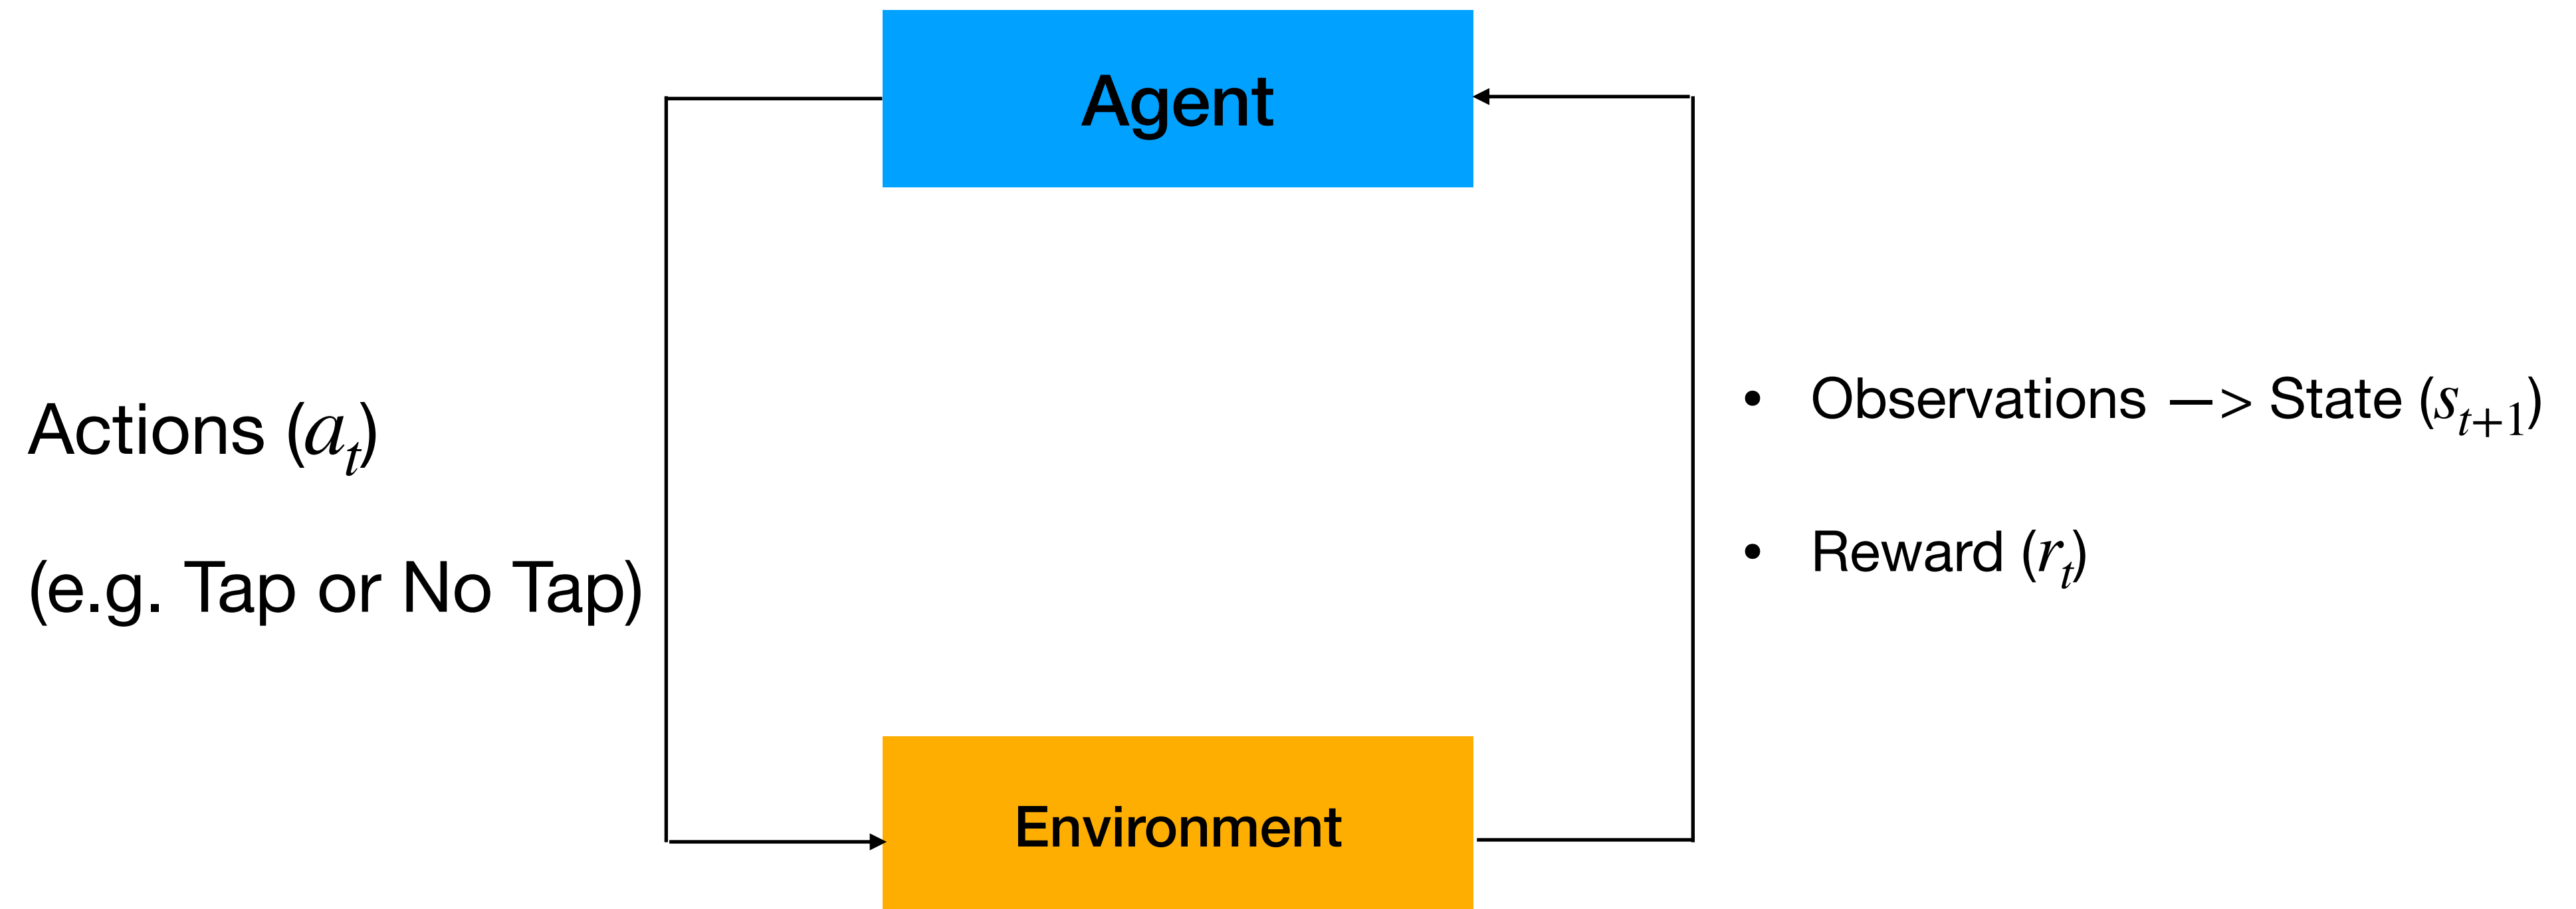 Agent
Actions (a_t)
(e.g. Tap or No Tap)
• Observations —> State (s_{t+1})
• Reward (r_t)
Environment